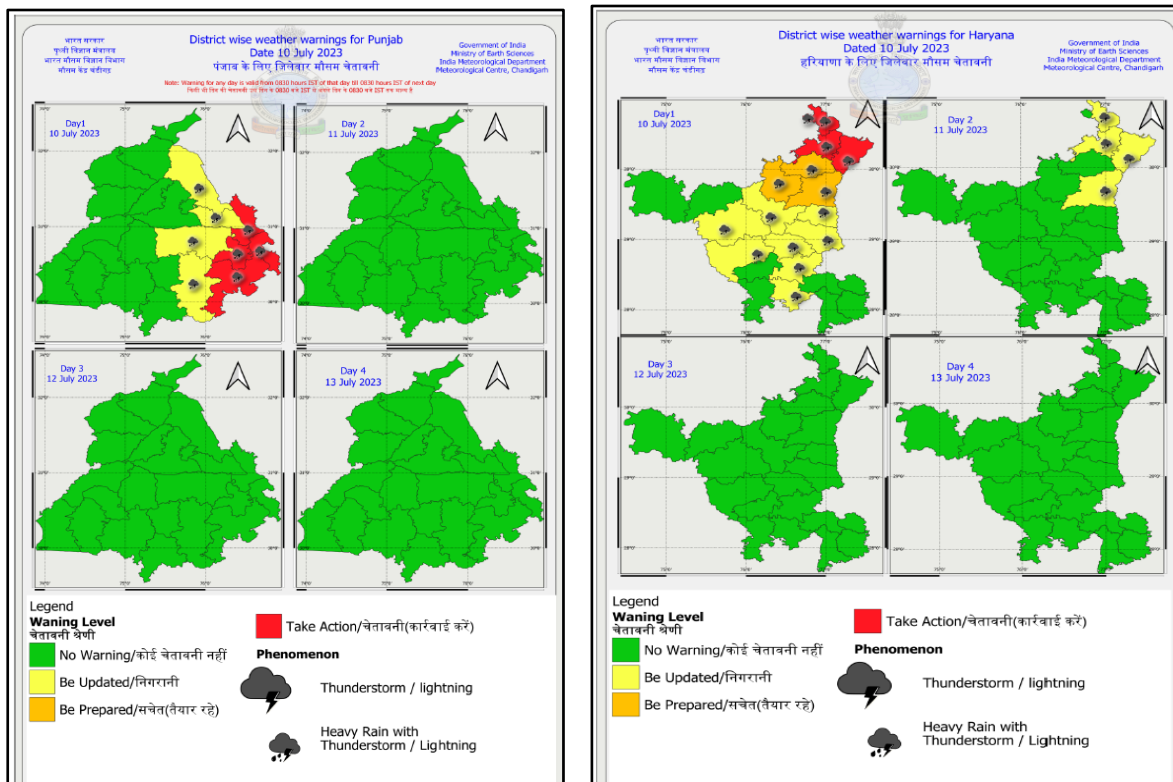 भारत सरकार
पृथ्वी विज्ञान मंत्रालय
भारत मौसम विज्ञान विभाग
मौसम केंद्र चंडीगढ़
District wise weather warnings for Punjab
Date 10 July 2023
पंजाब के लिए जिलेवार मौसम चेतावनी
Government of India
Ministry of Earth Sciences
India Meteorological Department
Meteorological Centre, Chandigarh
Note: Warning for any day is valid from 0830 hours IST of that day till 0830 hours IST of next day
Day1
10 July 2023
Day 2
11 July 2023
Day 3
12 July 2023
Day 4
13 July 2023
Legend
Waning Level
चेतावनी श्रेणी
No Warning/कोई चेतावनी नहीं
Be Updated/निगरानी
Be Prepared/सचेत(तैयार रहे)
Take Action/चेतावनी(कार्रवाई करें)
Phenomenon
Thunderstorm / lightning
Heavy Rain with
Thunderstorm / Lightning
भारत सरकार
पृथ्वी विज्ञान मंत्रालय
भारत मौसम विज्ञान विभाग
मौसम केंद्र चंडीगढ़
District wise weather warnings for Haryana
Dated 10 July 2023
हरियाणा के लिए जिलेवार मौसम चेतावनी
Government of India
Ministry of Earth Sciences
India Meteorological Department
Meteorological Centre, Chandigarh
Day1
10 July 2023
Day 2
11 July 2023
Day 3
12 July 2023
Day 4
13 July 2023
Legend
Waning Level
चेतावनी श्रेणी
No Warning/कोई चेतावनी नहीं
Be Updated/निगरानी
Be Prepared/सचेत(तैयार रहे)
Take Action/चेतावनी(कार्रवाई करें)
Phenomenon
Thunderstorm / lightning
Heavy Rain with
Thunderstorm / Lightning